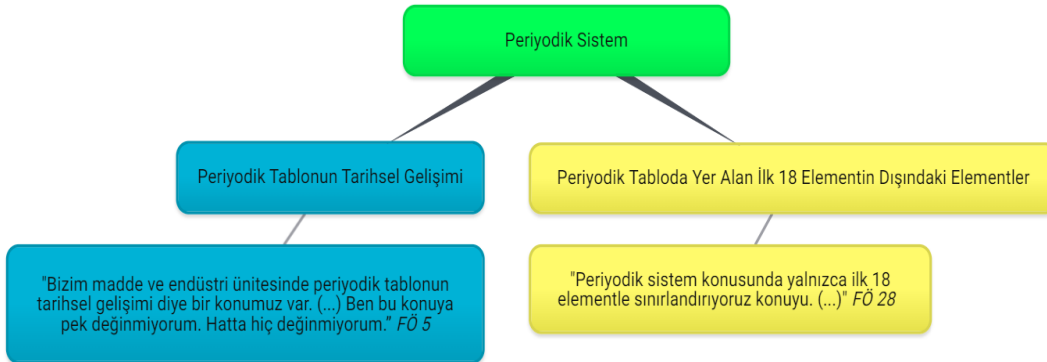 Periyodik Sistem
Periyodik Tablonun Tarihsel Gelişimi
Periyodik Tabloda Yer Alan İlk 18 Elementin Dışındaki Elementler
"Bizim madde ve endüstri ünitesinde periyodik tablonun
tarihsel gelişimi diye bir konumuz var. (...) Ben bu konuya
pek değinmiyorum. Hatta hiç değinmiyorum.” FÖ 5
"Periyodik sistem konusunda yalnızca ilk 18
elementle sınırlandırıyoruz konuyu. (...)" FÖ 28